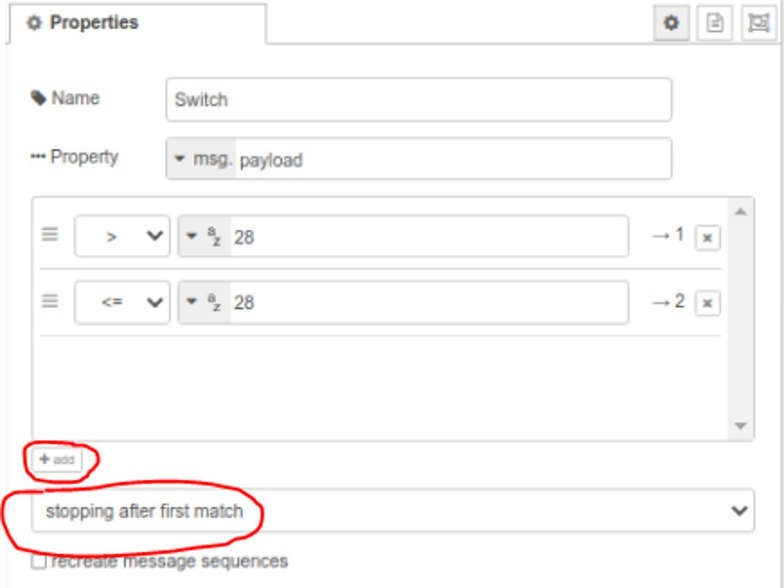 Properties
Name Switch
Property msg. payload
> az 28 → 1 x
<= az 28 → 2 x
+ add
stopping after first match
recreate message sequences